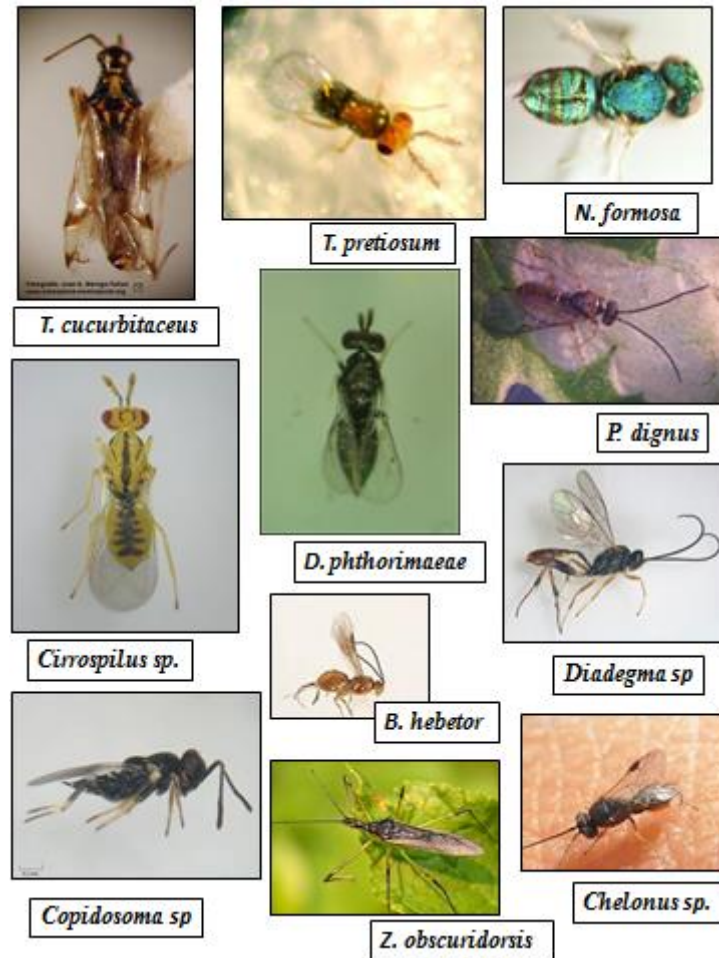 T. cucurbitaceus
T. pretiosum
N. formosa
P. dignus
D. phthorimaeae
Cirrospilus sp.
Diadegma sp
B. hebetor
Copidosoma sp
Z. obscuridorsis
Chelonus sp.